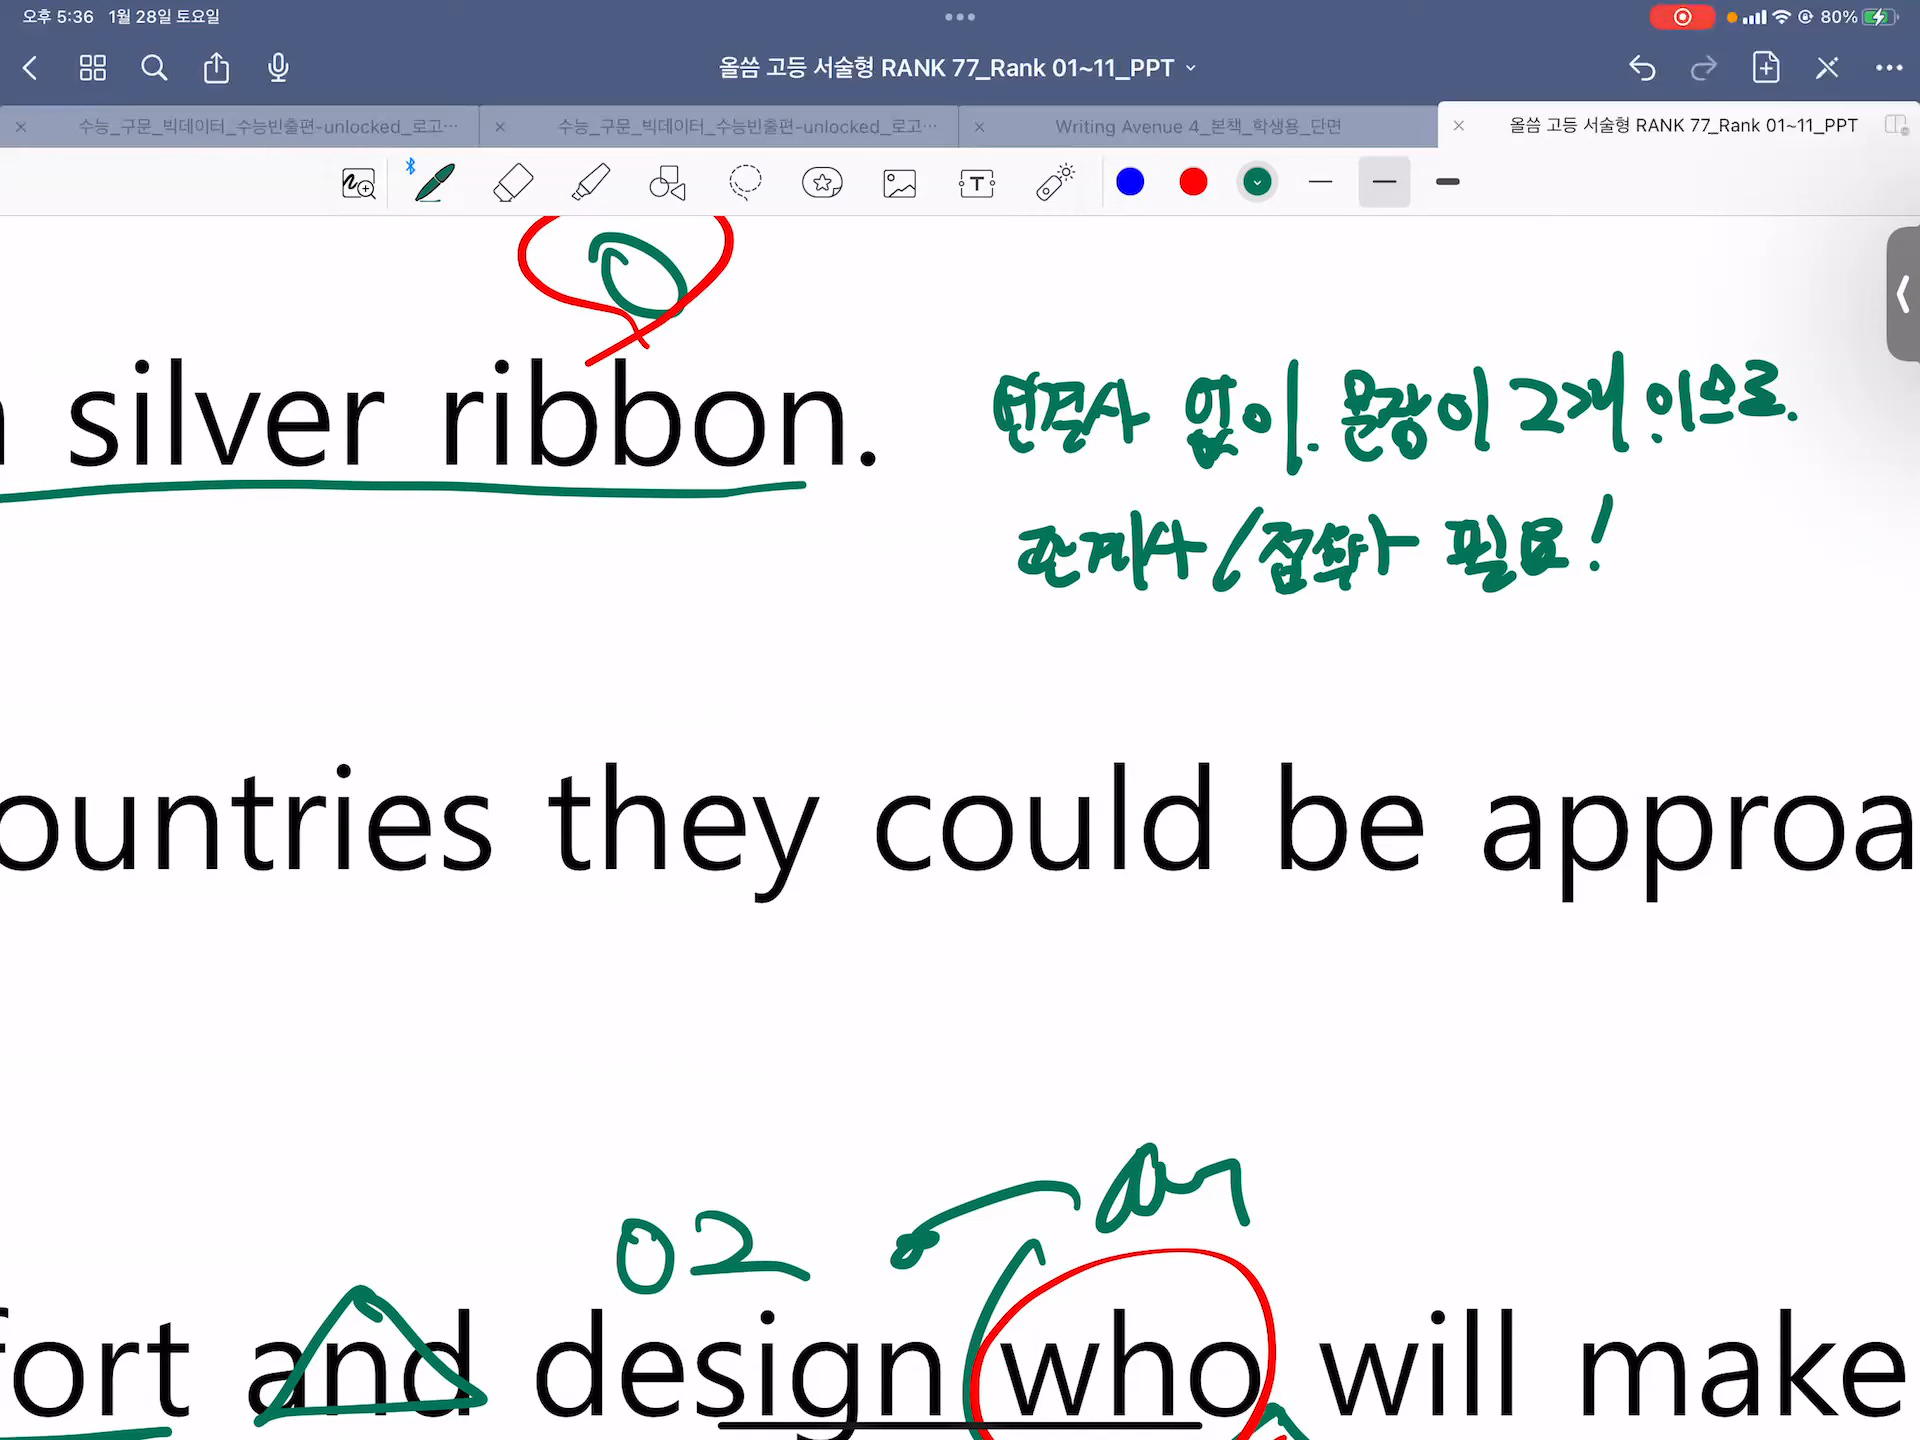 오후 5:36 1월 28일 토요일
80%
올씀 고등 서술형 RANK 77_Rank 01~11_PPT
수능_구문_빅데이터_수능빈출편-unlocked_로고…
수능_구문_빅데이터_수능빈출편-unlocked_로고…
Writing Avenue 4_본책_학생용_단면
올씀 고등 서술형 RANK 77_Rank 01~11_PPT
T
silver ribbon.
연결사 없이. 문장이 2개 이므로.
관계사/접속사 필요!
ountries they could be approa
02
fort and design who will make